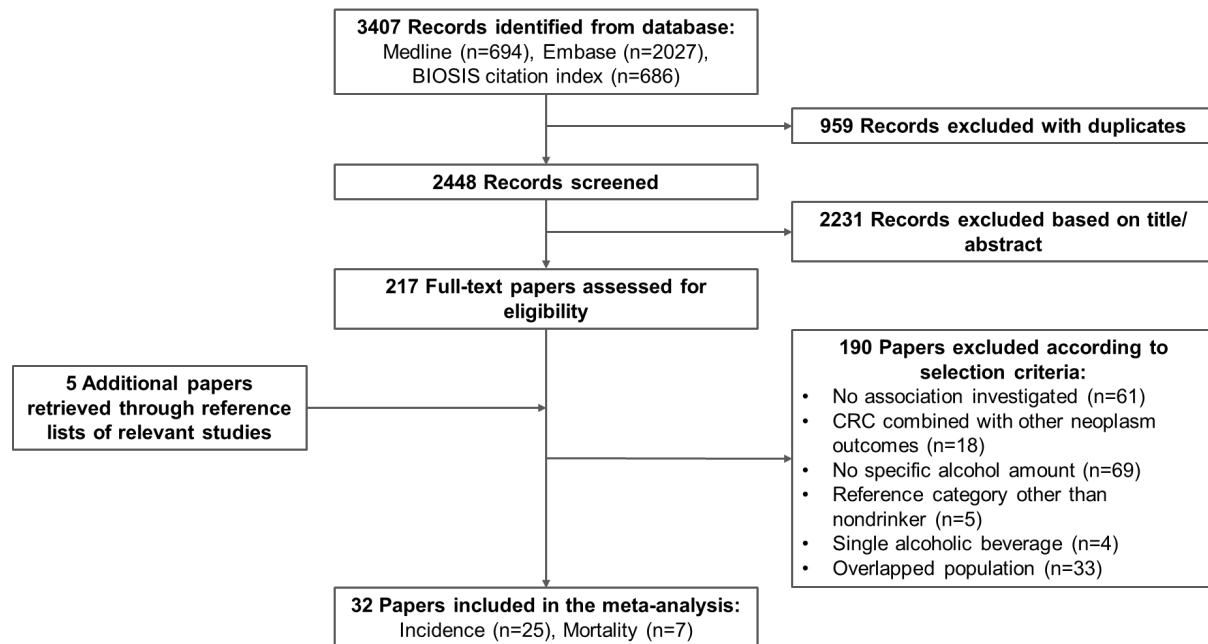 3407 Records identified from database:
Medline (n=694), Embase (n=2027),
BIOSIS citation index (n=686)
959 Records excluded with duplicates
2448 Records screened
2231 Records excluded based on title/
abstract
217 Full-text papers assessed for
eligibility
5 Additional papers
retrieved through reference
lists of relevant studies
190 Papers excluded according to
selection criteria:
• No association investigated (n=61)
• CRC combined with other neoplasm
outcomes (n=18)
• No specific alcohol amount (n=69)
• Reference category other than
nondrinker (n=5)
• Single alcoholic beverage (n=4)
• Overlapped population (n=33)
32 Papers included in the meta-analysis:
Incidence (n=25), Mortality (n=7)